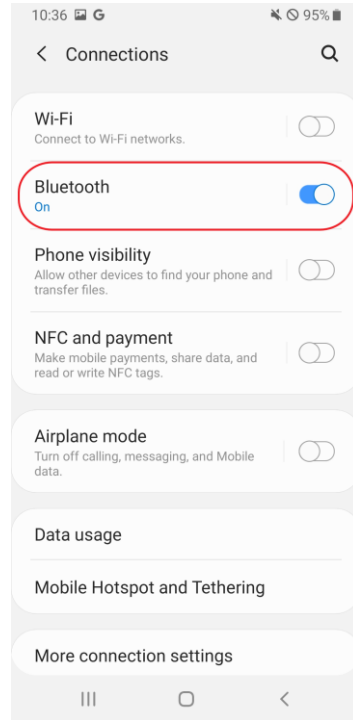 10:36 G 95%
Connections
Wi-Fi
Connect to Wi-Fi networks.
Bluetooth
On
Phone visibility
Allow other devices to find your phone and
transfer files.
NFC and payment
Make mobile payments, share data, and
read or write NFC tags.
Airplane mode
Turn off calling, messaging, and Mobile
data.
Data usage
Mobile Hotspot and Tethering
More connection settings